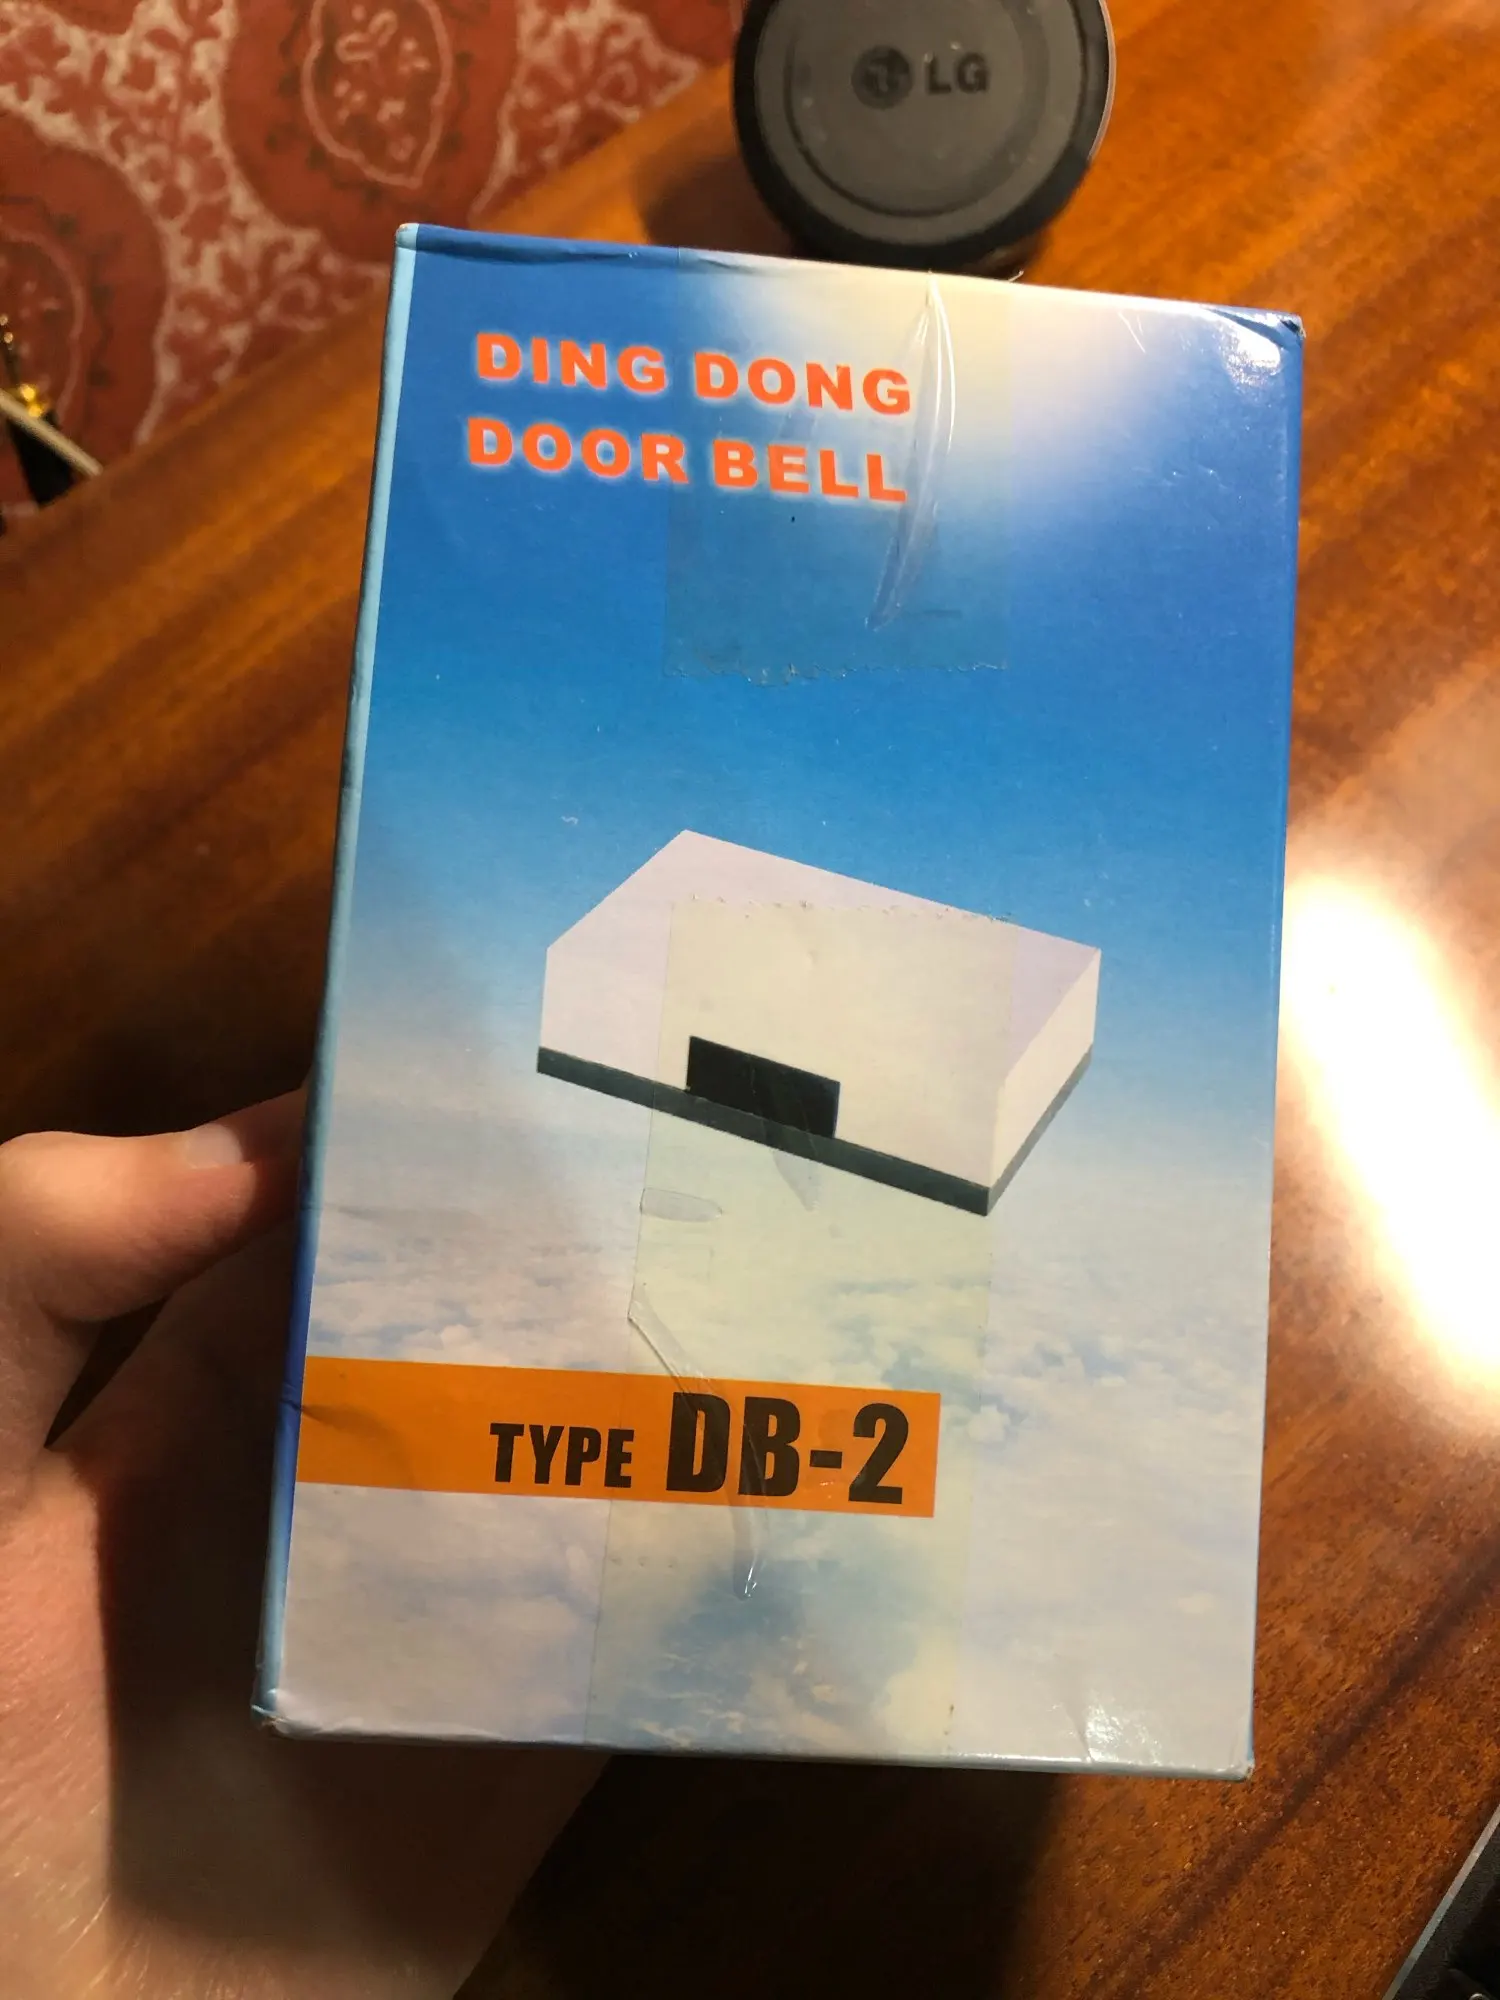 LG
DING DONG
DOOR BELL
TYPE DB-2